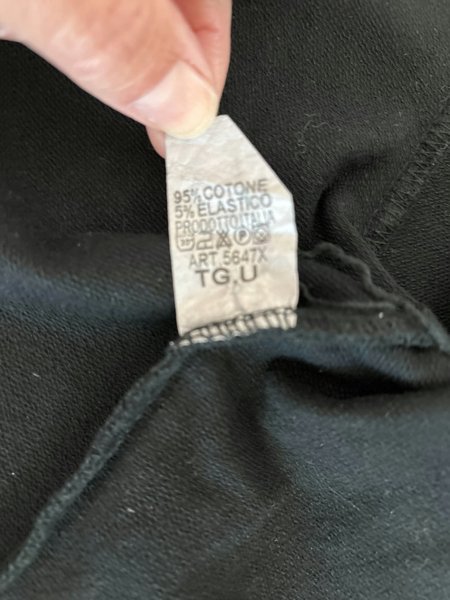 95% COTONE
5% ELASTICO
PRODOTTO ITALIA
ART.5647X
TG.U